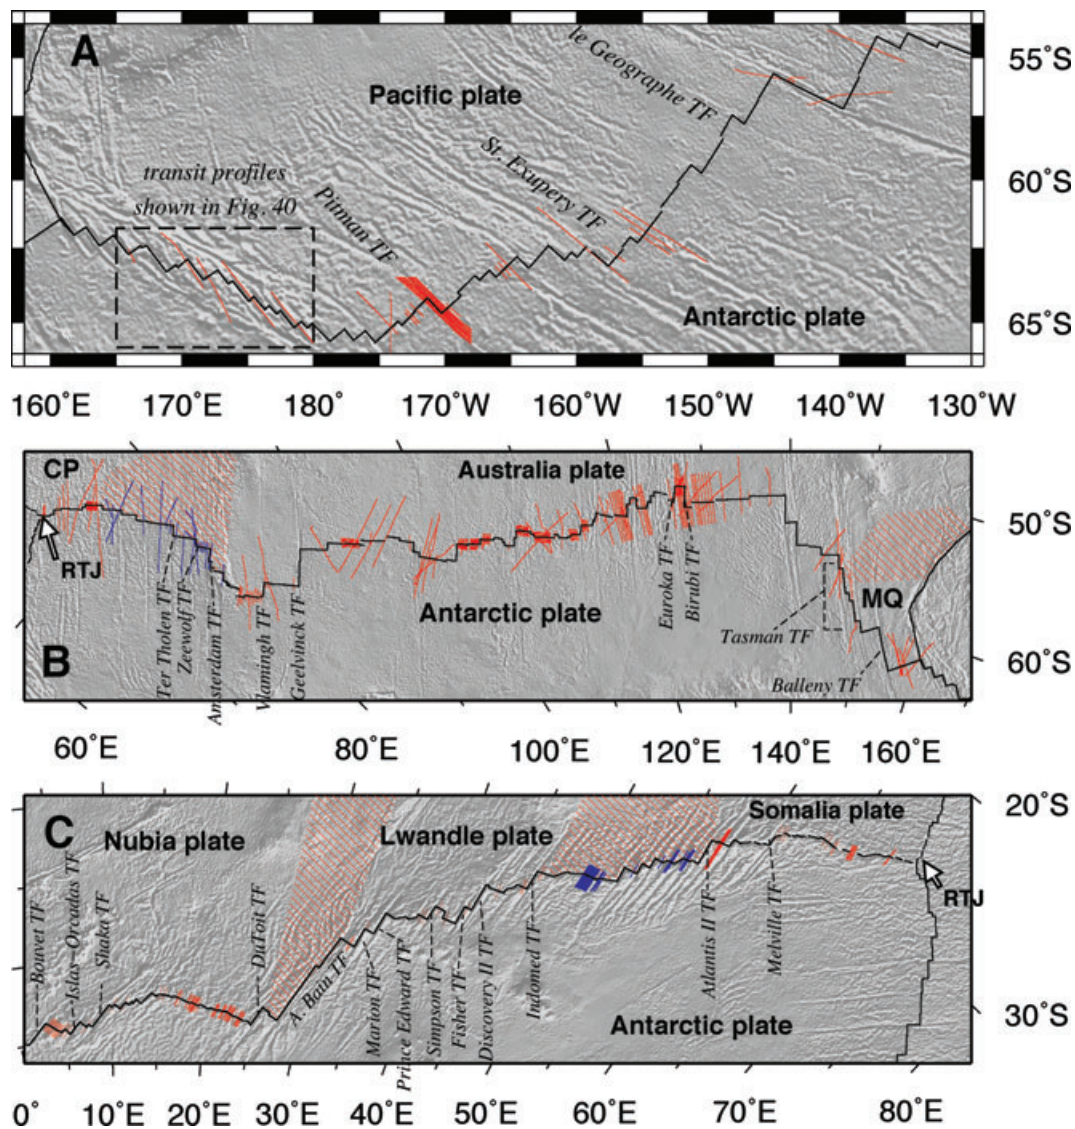 A
le Geographe TF
55˚S
Pacific plate
St. Exupery TF
transit profiles
shown in Fig. 40
60˚S
Pitman TF
Antarctic plate
65˚S
160˚E
170˚E
180˚
170˚W
160˚W
150˚W
140˚W
130˚W
CP
Australia plate
50˚S
RTJ
Antarctic plate
MQ
Ter Tholen TF
Zeewolf TF
Amsterdam TF
Vlamingh TF
Geelvinck TF
Euroka TF
Birubi TF
Tasman TF
Balleny TF
60˚S
B
60˚E
80˚E
100˚E
120˚E
140˚E
160˚E
C
Nubia plate
Lwandle plate
Somalia plate
20˚S
RTJ
Bouvet TF
Islas-Orcadas TF
Shaka TF
DuToit TF
A. Bain TF
Marion TF
Prince Edward TF
Simpson TF
Fisher TF
Discovery II TF
Indomed TF
Atlantis II TF
Melville TF
Antarctic plate
30˚S
0˚
10˚E
20˚E
30˚E
40˚E
50˚E
60˚E
70˚E
80˚E